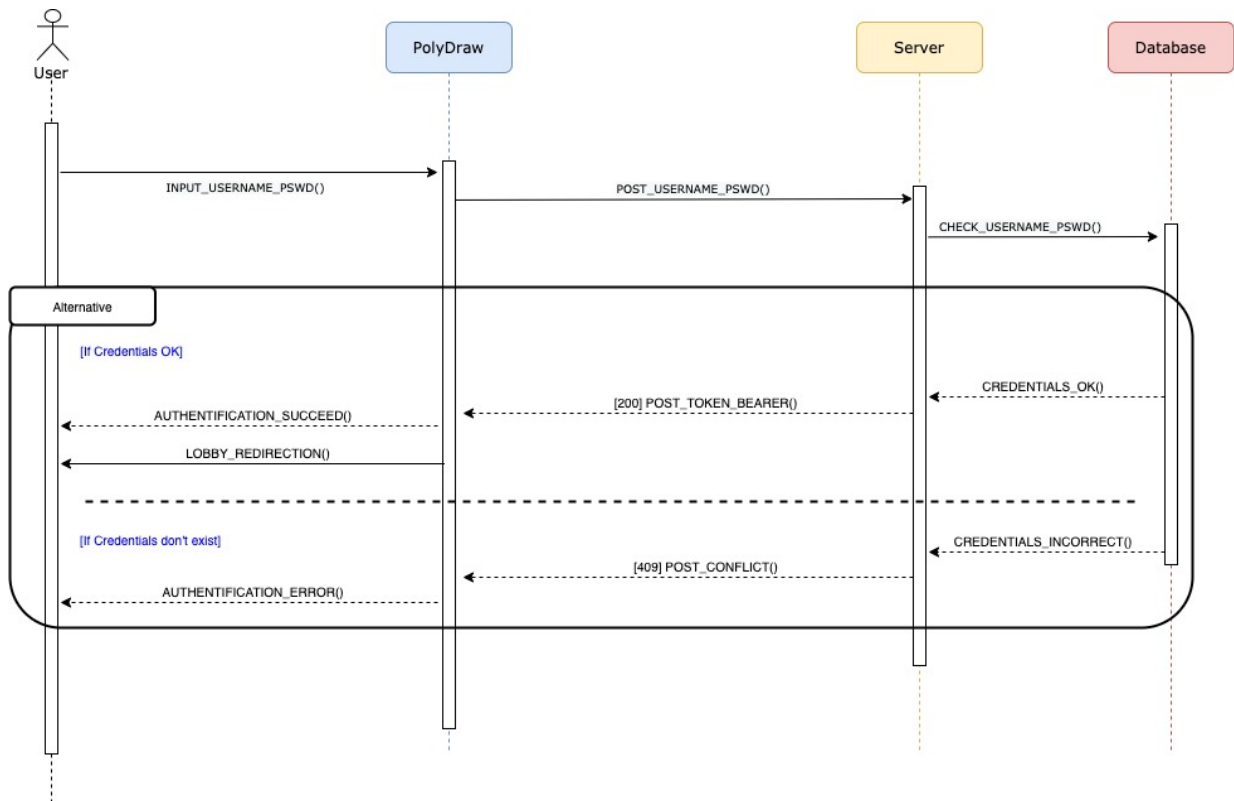 User
PolyDraw
Server
Database
INPUT_USERNAME_PSWD()
POST_USERNAME_PSWD()
CHECK_USERNAME_PSWD()
Alternative
[If Credentials OK]
CREDENTIALS_OK()
[200] POST_TOKEN_BEARER()
AUTHENTIFICATION_SUCCEED()
LOBBY_REDIRECTION()
[If Credentials don't exist]
CREDENTIALS_INCORRECT()
[409] POST_CONFLICT()
AUTHENTIFICATION_ERROR()